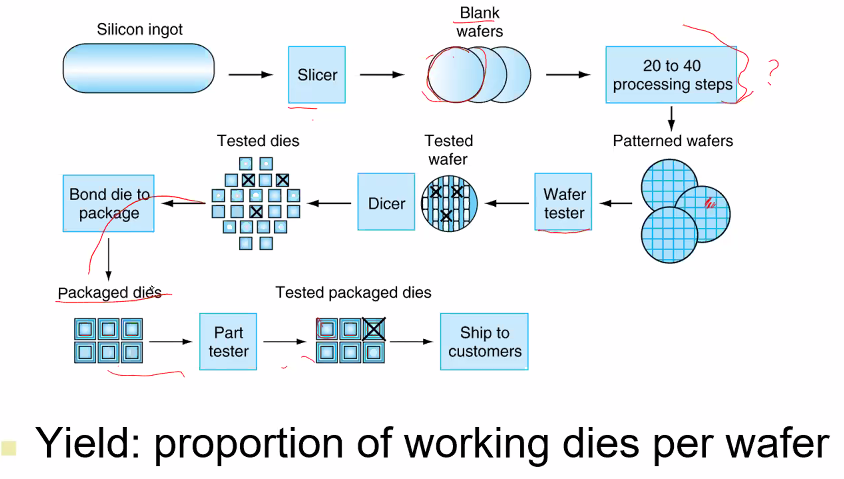 Silicon ingot
Slicer
Blank
wafers
20 to 40
processing steps
?
Patterned wafers
Wafer
tester
Tested
wafer
Dicer
Tested dies
Bond die to
package
Packaged dies
Part
tester
Tested packaged dies
Ship to
customers
Yield: proportion of working dies per wafer